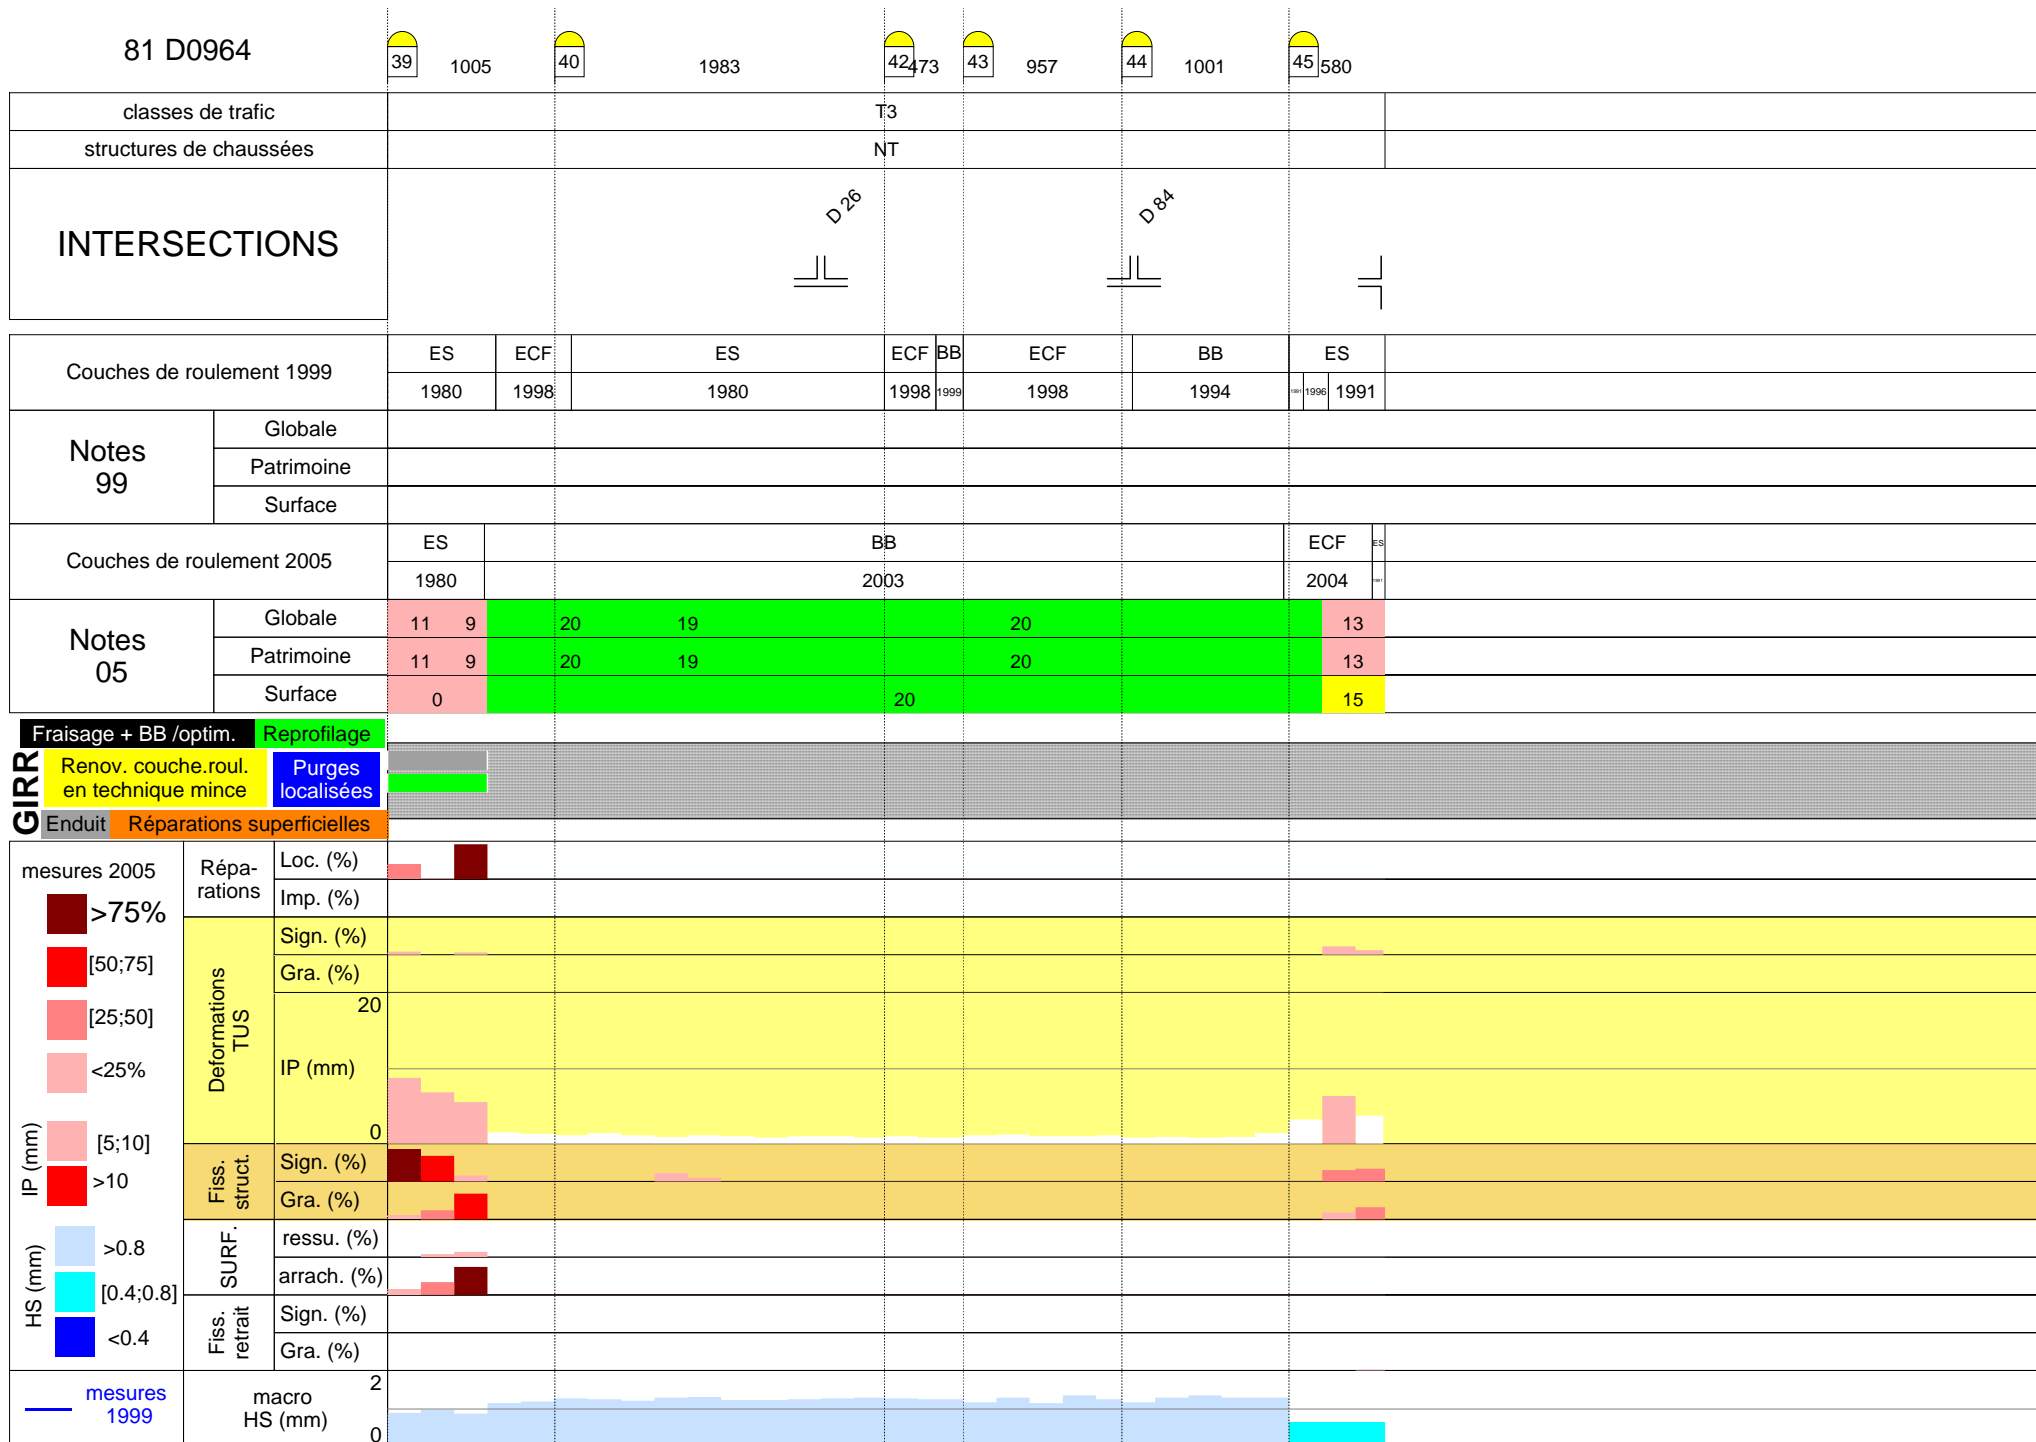 81 D0964
39 1005 40 1983 42 473 43 957 44 1001 45 580
classes de trafic T3
structures de chaussées NT
INTERSECTIONS D 26 D 84
Couches de roulement 1999
ES ECF ES ECF BB ECF BB ES
1980 1998 1980 1998 1999 1998 1994 1991 1996 1991
Notes
99
Globale
Patrimoine
Surface
Couches de roulement 2005
ES BB ECF ES
1980 2003 2004 1991
Notes
05
Globale 11 9 20 19 20 13
Patrimoine 11 9 20 19 20 13
Surface 0 20 15
GIRR
Fraisage + BB /optim. Reprofilage
Renov. couche.roul.
en technique mince
Purges
localisées
Enduit Réparations superficielles
mesures 2005
>75%
[50;75]
[25;50]
<25%
IP (mm)
[5;10]
>10
HS (mm)
>0.8
[0.4;0.8]
<0.4
mesures
1999
Répa-
rations
Loc. (%)
Imp. (%)
Deformations
TUS
Sign. (%)
Gra. (%)
20
IP (mm)
0
Fiss.
struct.
Sign. (%)
Gra. (%)
SURF.
ressu. (%)
arrach. (%)
Fiss.
retrait
Sign. (%)
Gra. (%)
macro
HS (mm)
2
0